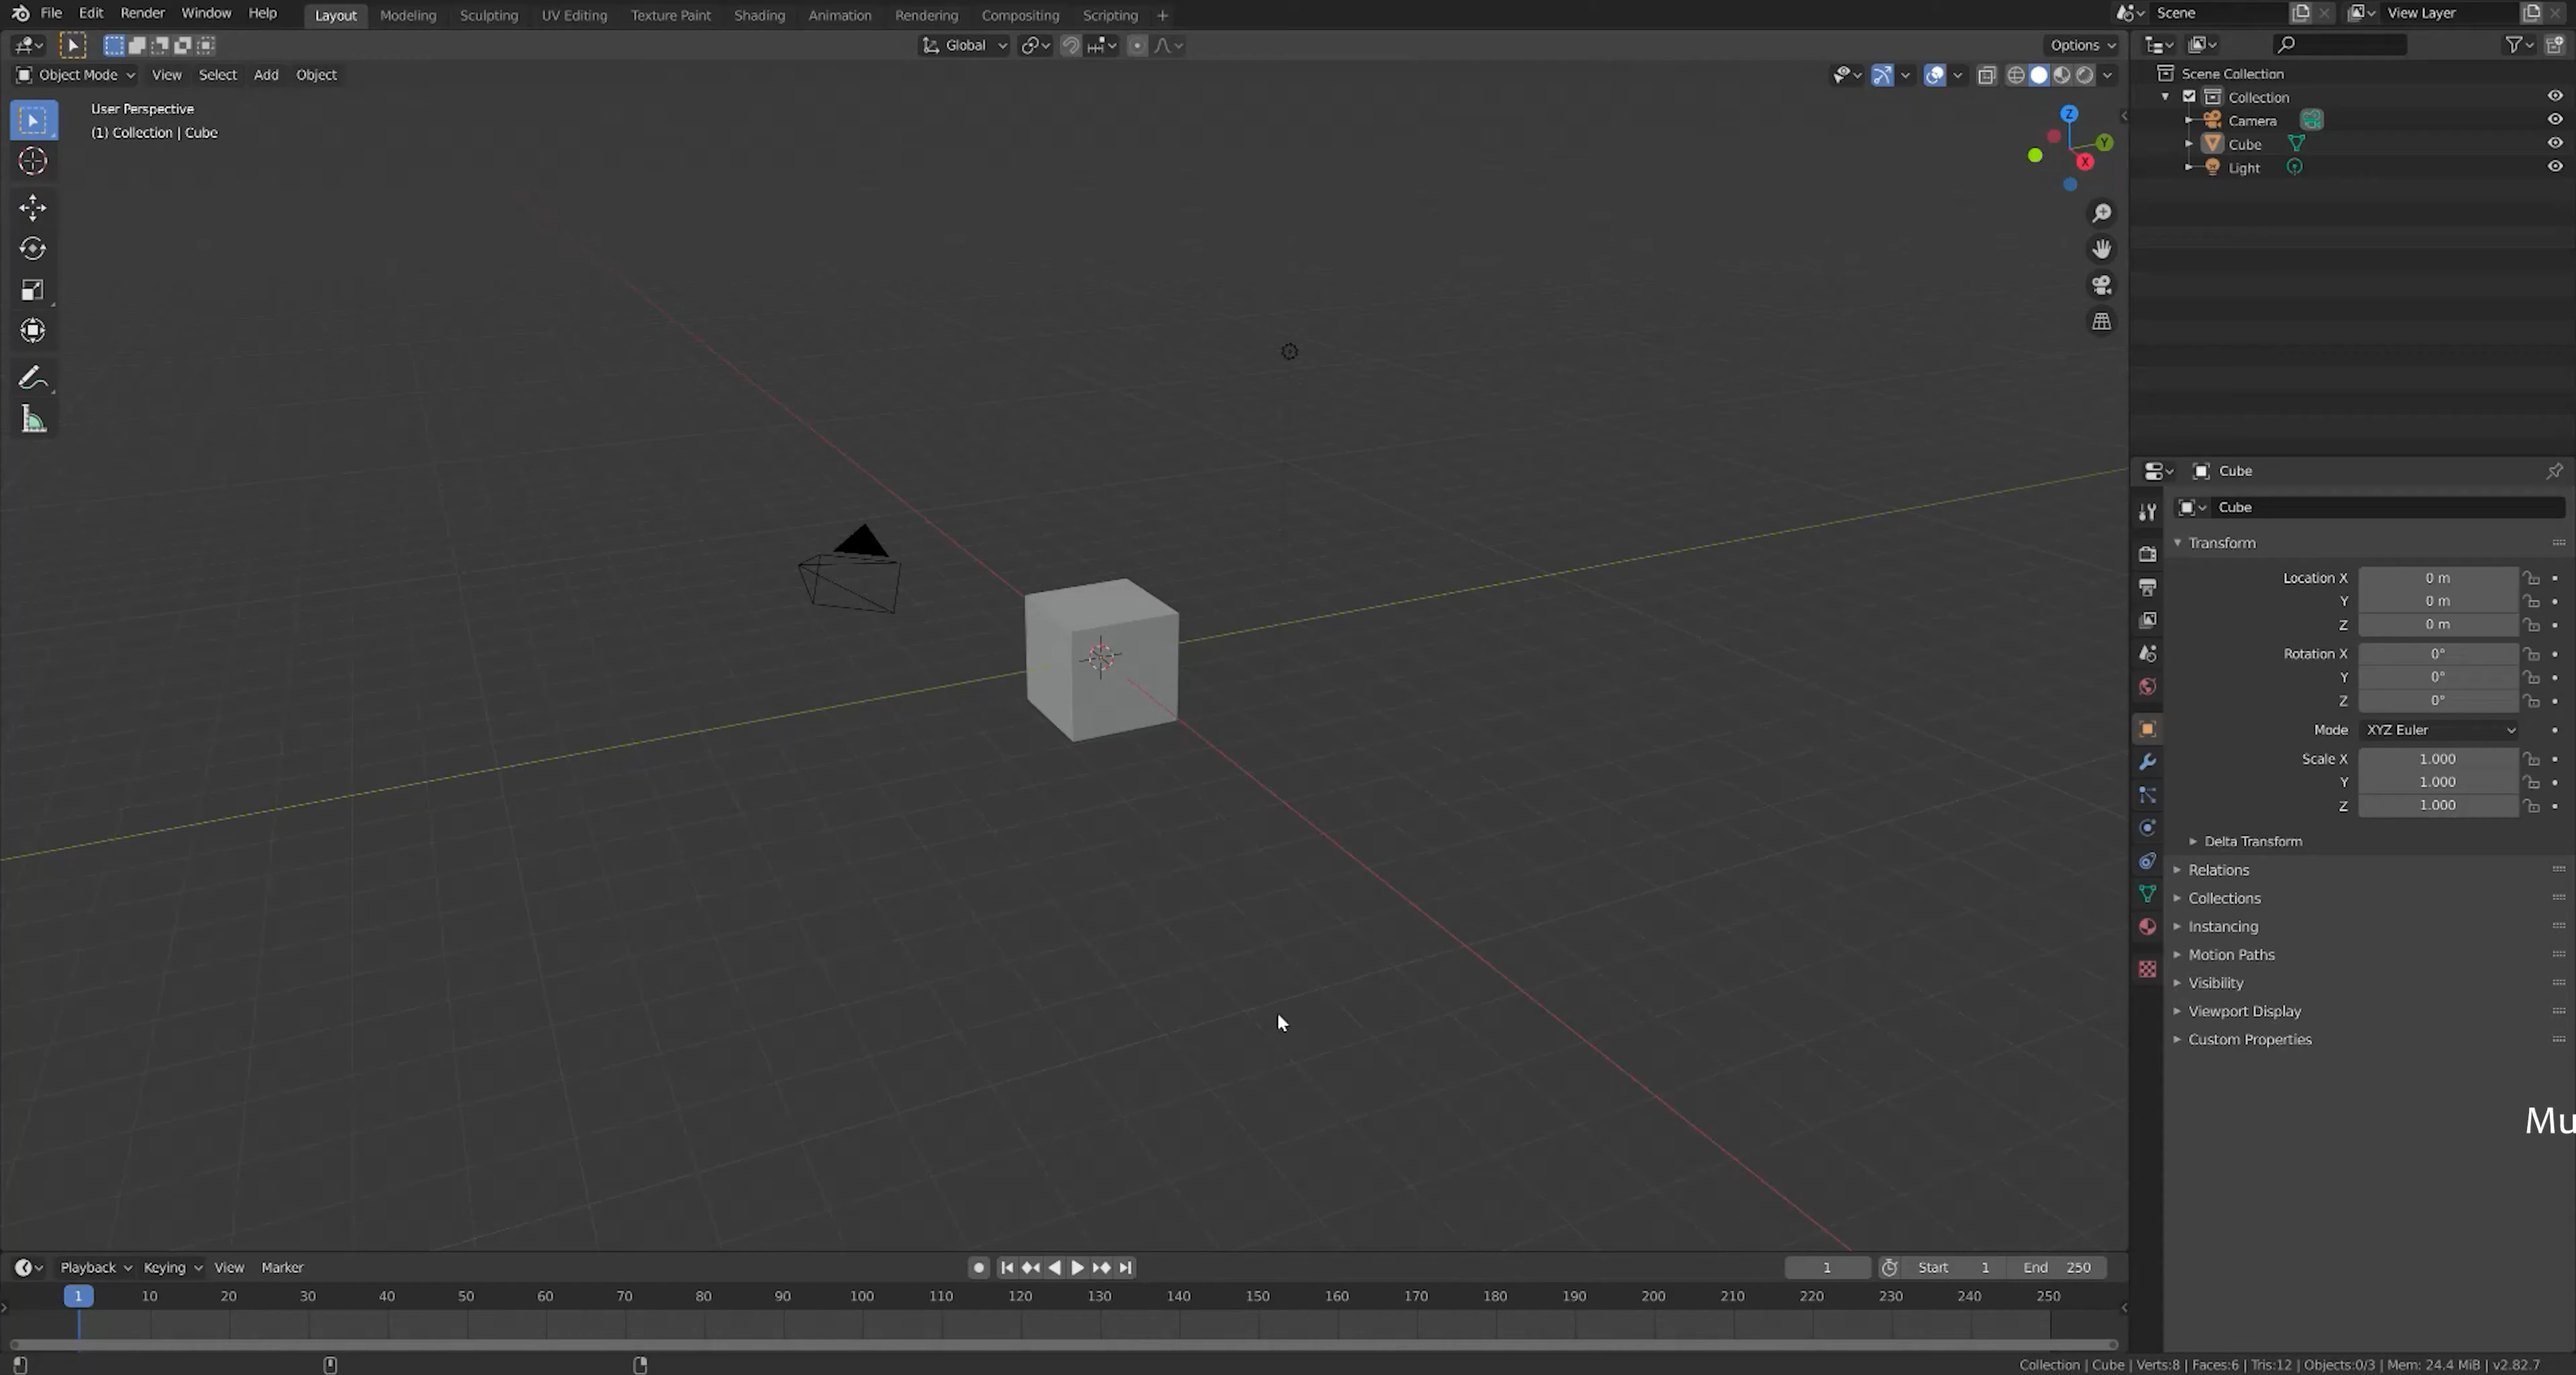 File Edit Render Window Help Layout Modeling Sculpting UV Editing Texture Paint Shading Animation Rendering Compositing Scripting + Scene View Layer
Global Options
Object Mode View Select Add Object
User Perspective
(1) Collection | Cube
Z
Y
X
Scene Collection
Collection
Camera
Cube
Light
Cube
Cube
Transform
Location X 0 m
Y 0 m
Z 0 m
Rotation X 0°
Y 0°
Z 0°
Mode XYZ Euler
Scale X 1.000
Y 1.000
Z 1.000
Delta Transform
Relations
Collections
Instancing
Motion Paths
Visibility
Viewport Display
Custom Properties
Mu
Playback Keying View Marker 1 Start 1 End 250
1 10 20 30 40 50 60 70 80 90 100 110 120 130 140 150 160 170 180 190 200 210 220 230 240 250
Collection | Cube | Verts:8 | Faces:6 | Tris:12 | Objects:0/3 | Mem: 24.4 MiB | v2.82.7